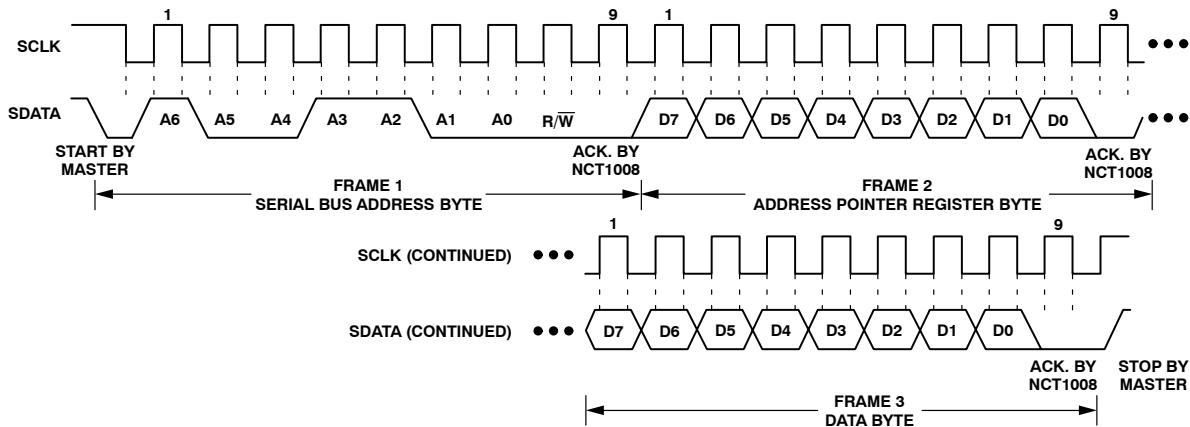 1 9 1 9
SCLK
SDATA A6 A5 A4 A3 A2 A1 A0 R/W̅ D7 D6 D5 D4 D3 D2 D1 D0
START BY
MASTER
ACK. BY
NCT1008
ACK. BY
NCT1008
FRAME 1
SERIAL BUS ADDRESS BYTE
FRAME 2
ADDRESS POINTER REGISTER BYTE
1 9
SCLK (CONTINUED)
SDATA (CONTINUED) D7 D6 D5 D4 D3 D2 D1 D0
ACK. BY
NCT1008
STOP BY
MASTER
FRAME 3
DATA BYTE